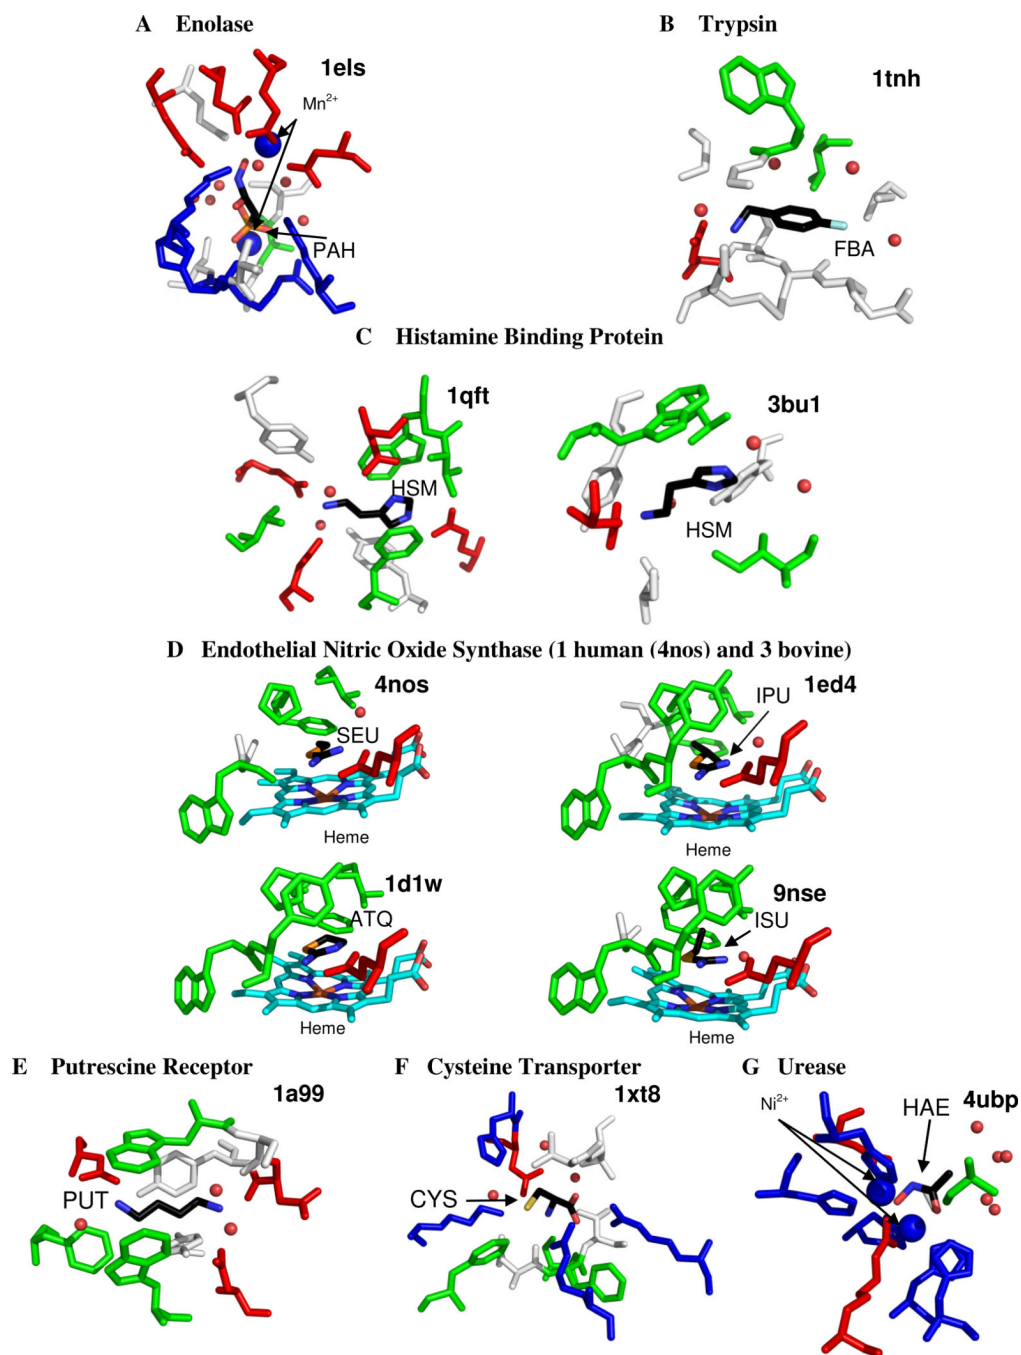 A Enolase
B Trypsin
1els
1tnh
Mn²⁺
PAH
FBA
C Histamine Binding Protein
1qft
3bu1
HSM
HSM
D Endothelial Nitric Oxide Synthase (1 human (4nos) and 3 bovine)
4nos
1ed4
SEU
IPU
Heme
Heme
1d1w
9nse
ATQ
ISU
Heme
Heme
E Putrescine Receptor
F Cysteine Transporter
G Urease
1a99
1xt8
Ni²⁺
HAE
4ubp
PUT
CYS